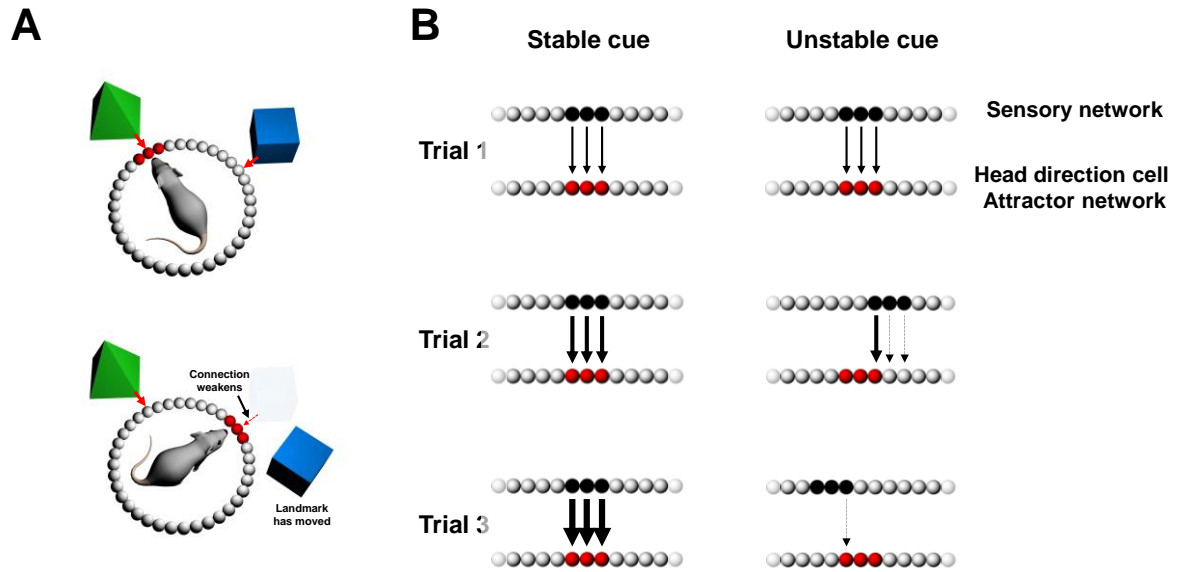 A
Connection
weakens
Landmark
has moved
B
Stable cue
Unstable cue
Sensory network
Trial 1
Head direction cell
Attractor network
Trial 2
Trial 3